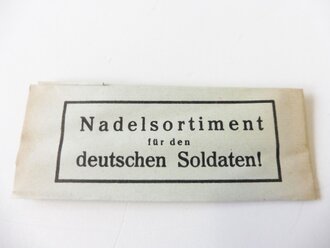 Nadelsortiment
für den
deutschen Soldaten!